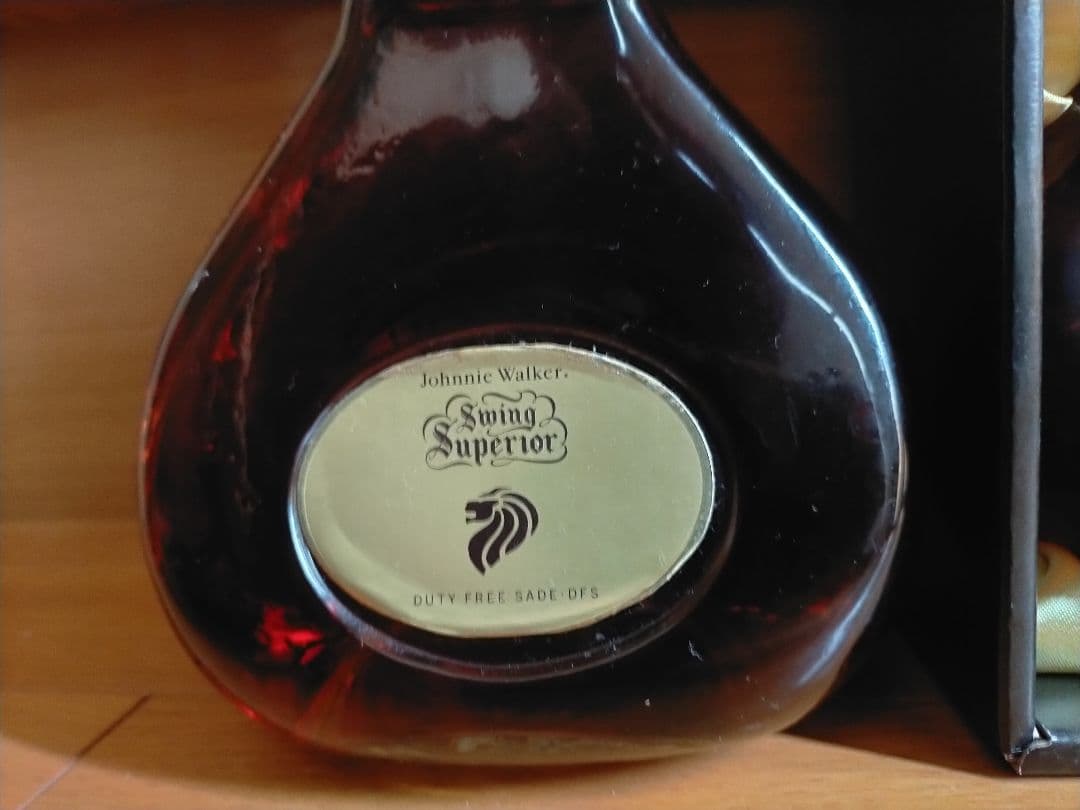 Johnnie Walker.
Swing
Superior
DUTY FREE SADE·DFS